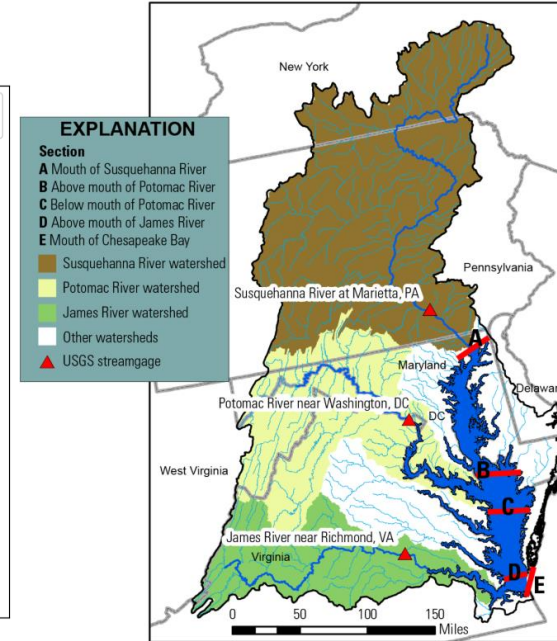 EXPLANATION
Section
A Mouth of Susquehanna River
B Above mouth of Potomac River
C Below mouth of Potomac River
D Above mouth of James River
E Mouth of Chesapeake Bay
Susquehanna River watershed
Potomac River watershed
James River watershed
Other watersheds
USGS streamgage
New York
Pennsylvania
Susquehanna River at Marietta, PA
A
Maryland
Delawar
Potomac River near Washington, DC
DC
West Virginia
B
C
James River near Richmond, VA
Virginia
D
E
0 50 100 150
Miles